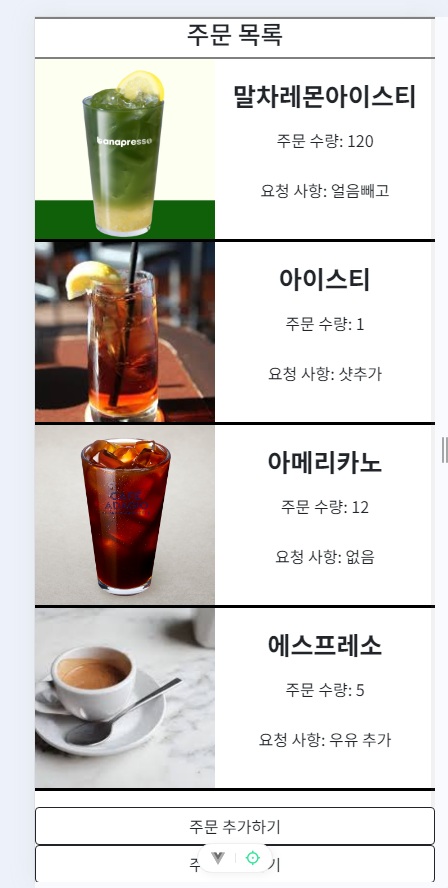 주문 목록
말차레몬아이스티
주문 수량: 120
요청 사항: 얼음빼고
아이스티
주문 수량: 1
요청 사항: 샷추가
아메리카노
주문 수량: 12
요청 사항: 없음
에스프레소
주문 수량: 5
요청 사항: 우유 추가
주문 추가하기